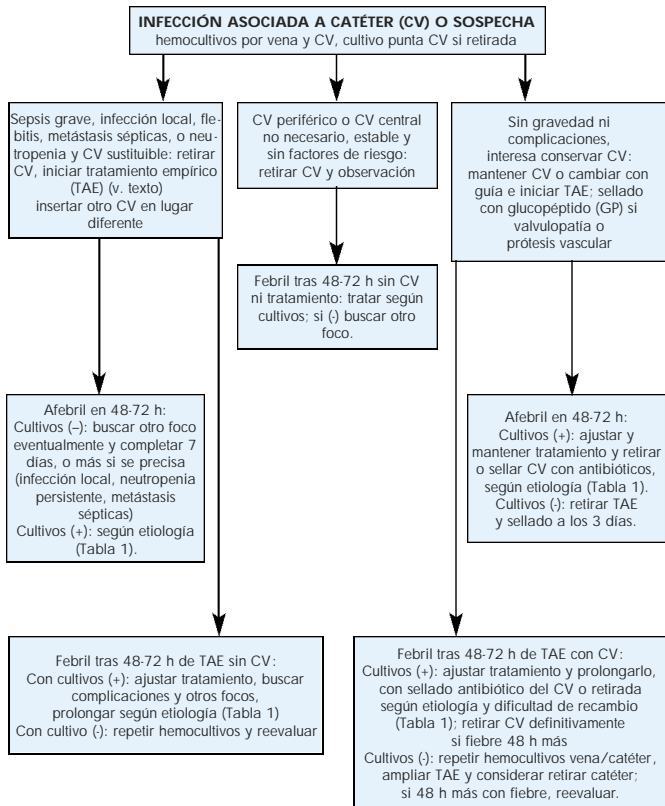 INFECCIÓN ASOCIADA A CATÉTER (CV) O SOSPECHA
hemocultivos por vena y CV, cultivo punta CV si retirada
Sepsis grave, infección local, fle-
bitis, metástasis sépticas, o neu-
tropenia y CV sustituible: retirar
CV, iniciar tratamiento empírico
(TAE) (v. texto)
insertar otro CV en lugar
diferente
CV periférico o CV central
no necesario, estable y
sin factores de riesgo:
retirar CV y observación
Sin gravedad ni
complicaciones,
interesa conservar CV:
mantener CV o cambiar con
guía e iniciar TAE; sellado
con glucopéptido (GP) si
valvulopatía o
prótesis vascular
Febril tras 48-72 h sin CV
ni tratamiento: tratar según
cultivos; si (-) buscar otro
foco.
Afebril en 48-72 h:
Cultivos (–): buscar otro foco
eventualmente y completar 7
días, o más si se precisa
(infección local, neutropenia
persistente, metástasis
sépticas)
Cultivos (+): según etiología
(Tabla 1).
Afebril en 48-72 h:
Cultivos (+): ajustar y
mantener tratamiento y retirar
o sellar CV con antibióticos,
según etiología (Tabla 1).
Cultivos (-): retirar TAE
y sellado a los 3 días.
Febril tras 48-72 h de TAE sin CV:
Con cultivos (+): ajustar tratamiento, buscar
complicaciones y otros focos,
prolongar según etiología (Tabla 1)
Con cultivo (-): repetir hemocultivos y reevaluar
Febril tras 48-72 h de TAE con CV:
Cultivos (+): ajustar tratamiento y prolongarlo,
con sellado antibiótico del CV o retirada
según etiología y dificultad de recambio
(Tabla 1); retirar CV definitivamente
si fiebre 48 h más
Cultivos (-): repetir hemocultivos vena/catéter,
ampliar TAE y considerar retirar catéter;
si 48 h más con fiebre, reevaluar.